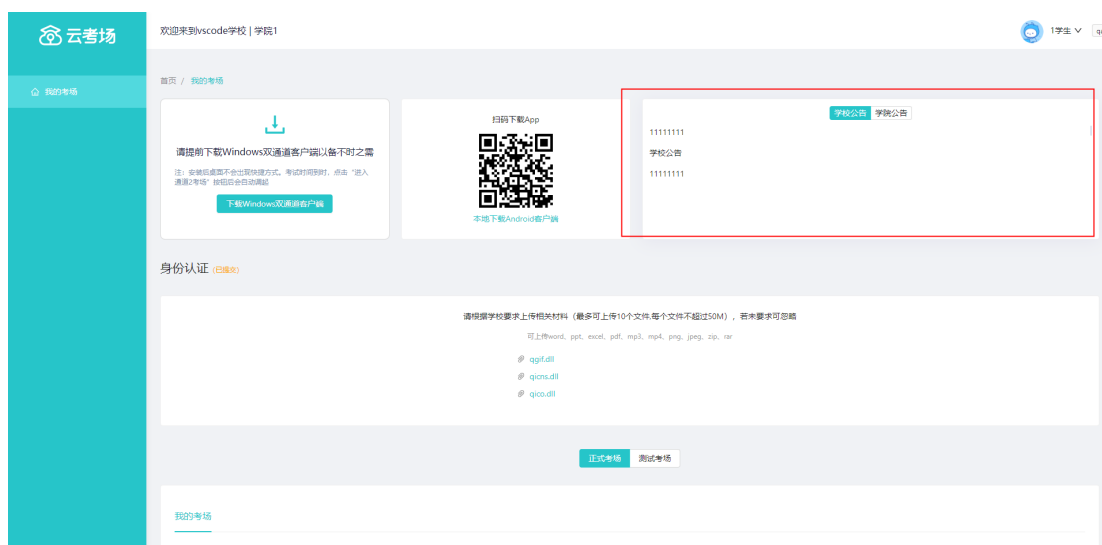 云考场
欢迎来到vscode学校 | 学院1
1学生
我的考场
首页 / 我的考场
请提前下载Windows双通道客户端以备不时之需
注：安装后桌面不会出现快捷方式。考试时间到时，点击“进入
通道2考场”按钮后会自动调起
下载Windows双通道客户端
扫码下载App
本地下载Android客户端
学校公告 学院公告
11111111
学校公告
11111111
身份认证 (已提交)
请根据学校要求上传相关材料（最多可上传10个文件,每个文件不超过50M），若未要求可忽略
可上传word、ppt、excel、pdf、mp3、mp4、png、jpeg、zip、rar
qgif.dll
qicns.dll
qico.dll
正式考场 测试考场
我的考场